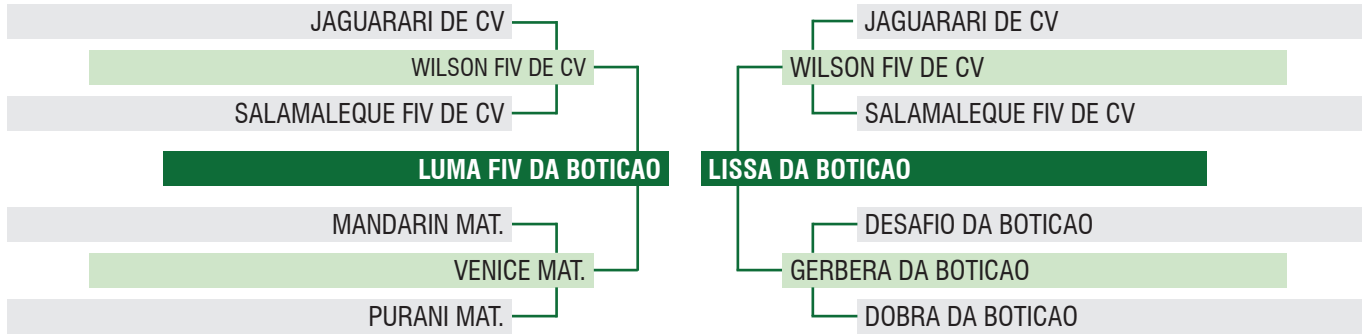 JAGUARARI DE CV
WILSON FIV DE CV
SALAMALEQUE FIV DE CV
LUMA FIV DA BOTICAO
MANDARIN MAT.
VENICE MAT.
PURANI MAT.
JAGUARARI DE CV
WILSON FIV DE CV
SALAMALEQUE FIV DE CV
LISSA DA BOTICAO
DESAFIO DA BOTICAO
GERBERA DA BOTICAO
DOBRA DA BOTICAO